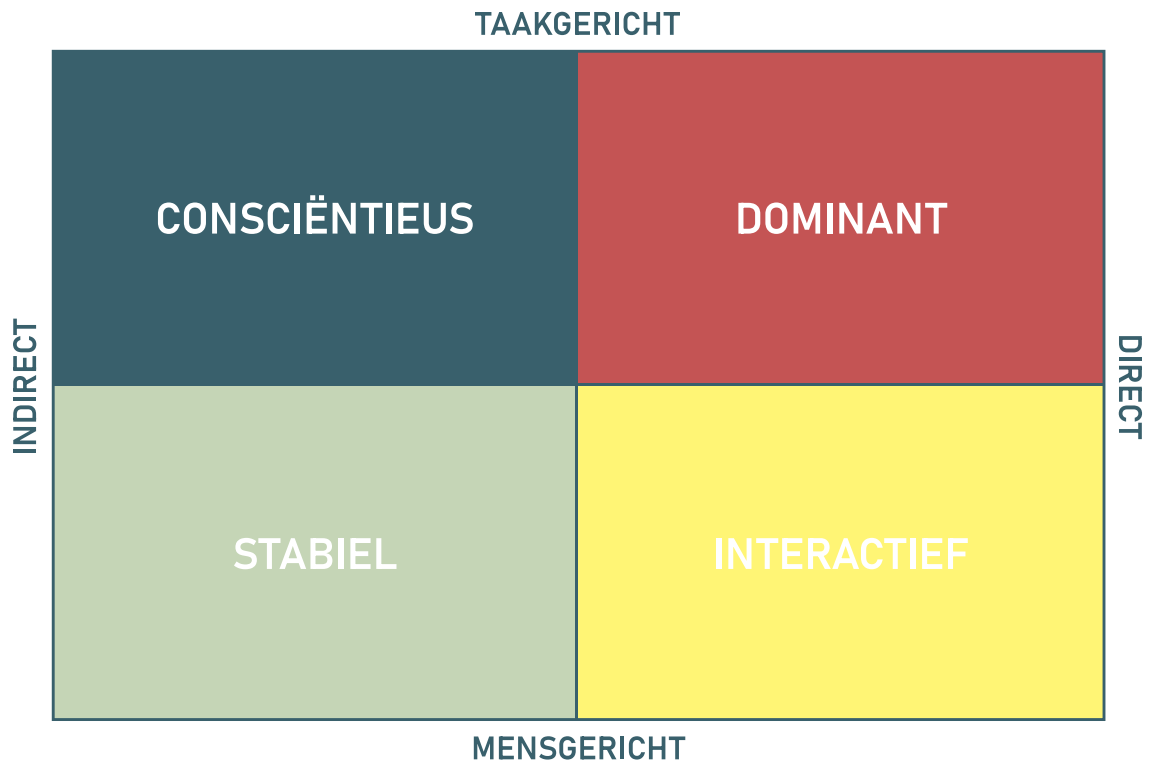 TAAKGERICHT
CONSCIËNTIEUS
DOMINANT
INDIRECT
DIRECT
STABIEL
INTERACTIEF
MENSGERICHT